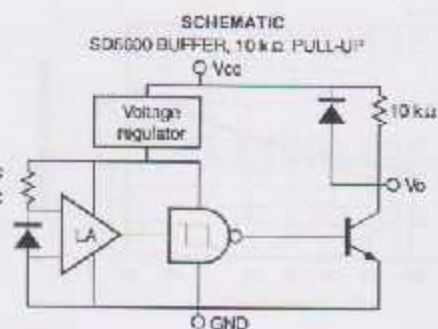 SCHEMATIC
SD5600 BUFFER, 10 kΩ PULL-UP
Vcc
Voltage
regulator
10 kΩ
Vo
LA
GND